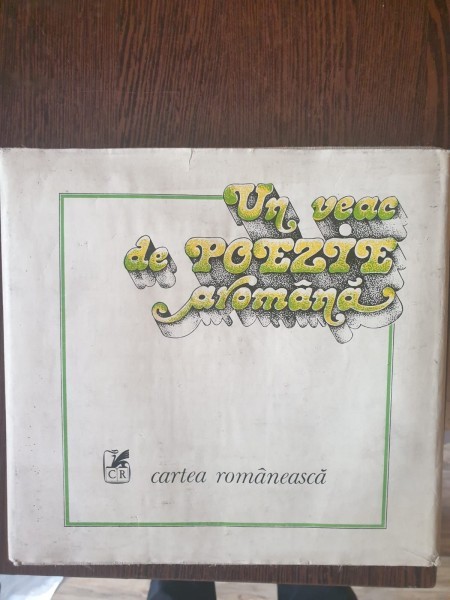 Un veac
de POEZIE
aromână
CR
cartea românească